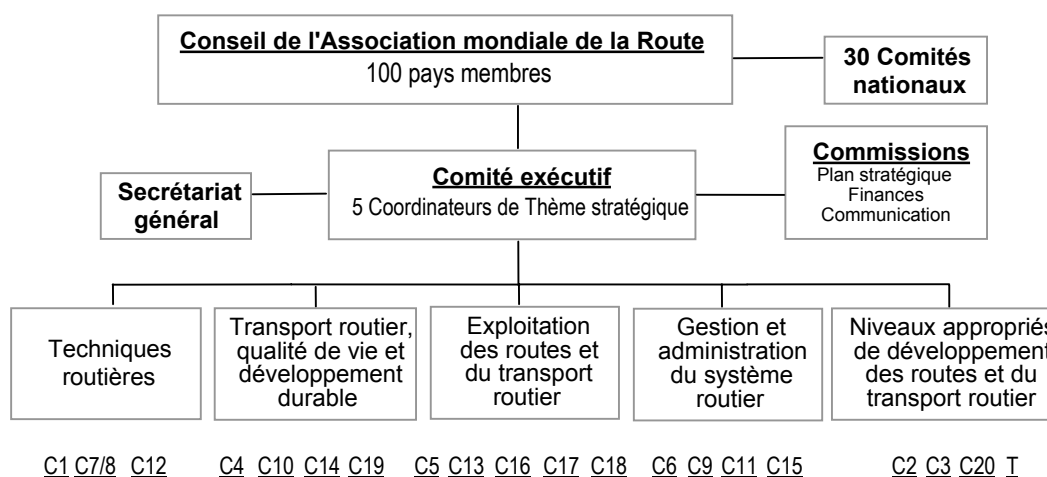 Conseil de l'Association mondiale de la Route
100 pays membres
30 Comités
nationaux
Secrétariat
général
Comité exécutif
5 Coordinateurs de Thème stratégique
Commissions
Plan stratégique
Finances
Communication
Techniques
routières
Transport routier,
qualité de vie et
développement
durable
Exploitation
des routes et
du transport
routier
Gestion et
administration
du système
routier
Niveaux appropriés
de développement
des routes et du
transport routier
C1 C7/8 C12
C4 C10 C14 C19
C5 C13 C16 C17 C18
C6 C9 C11 C15
C2 C3 C20 T